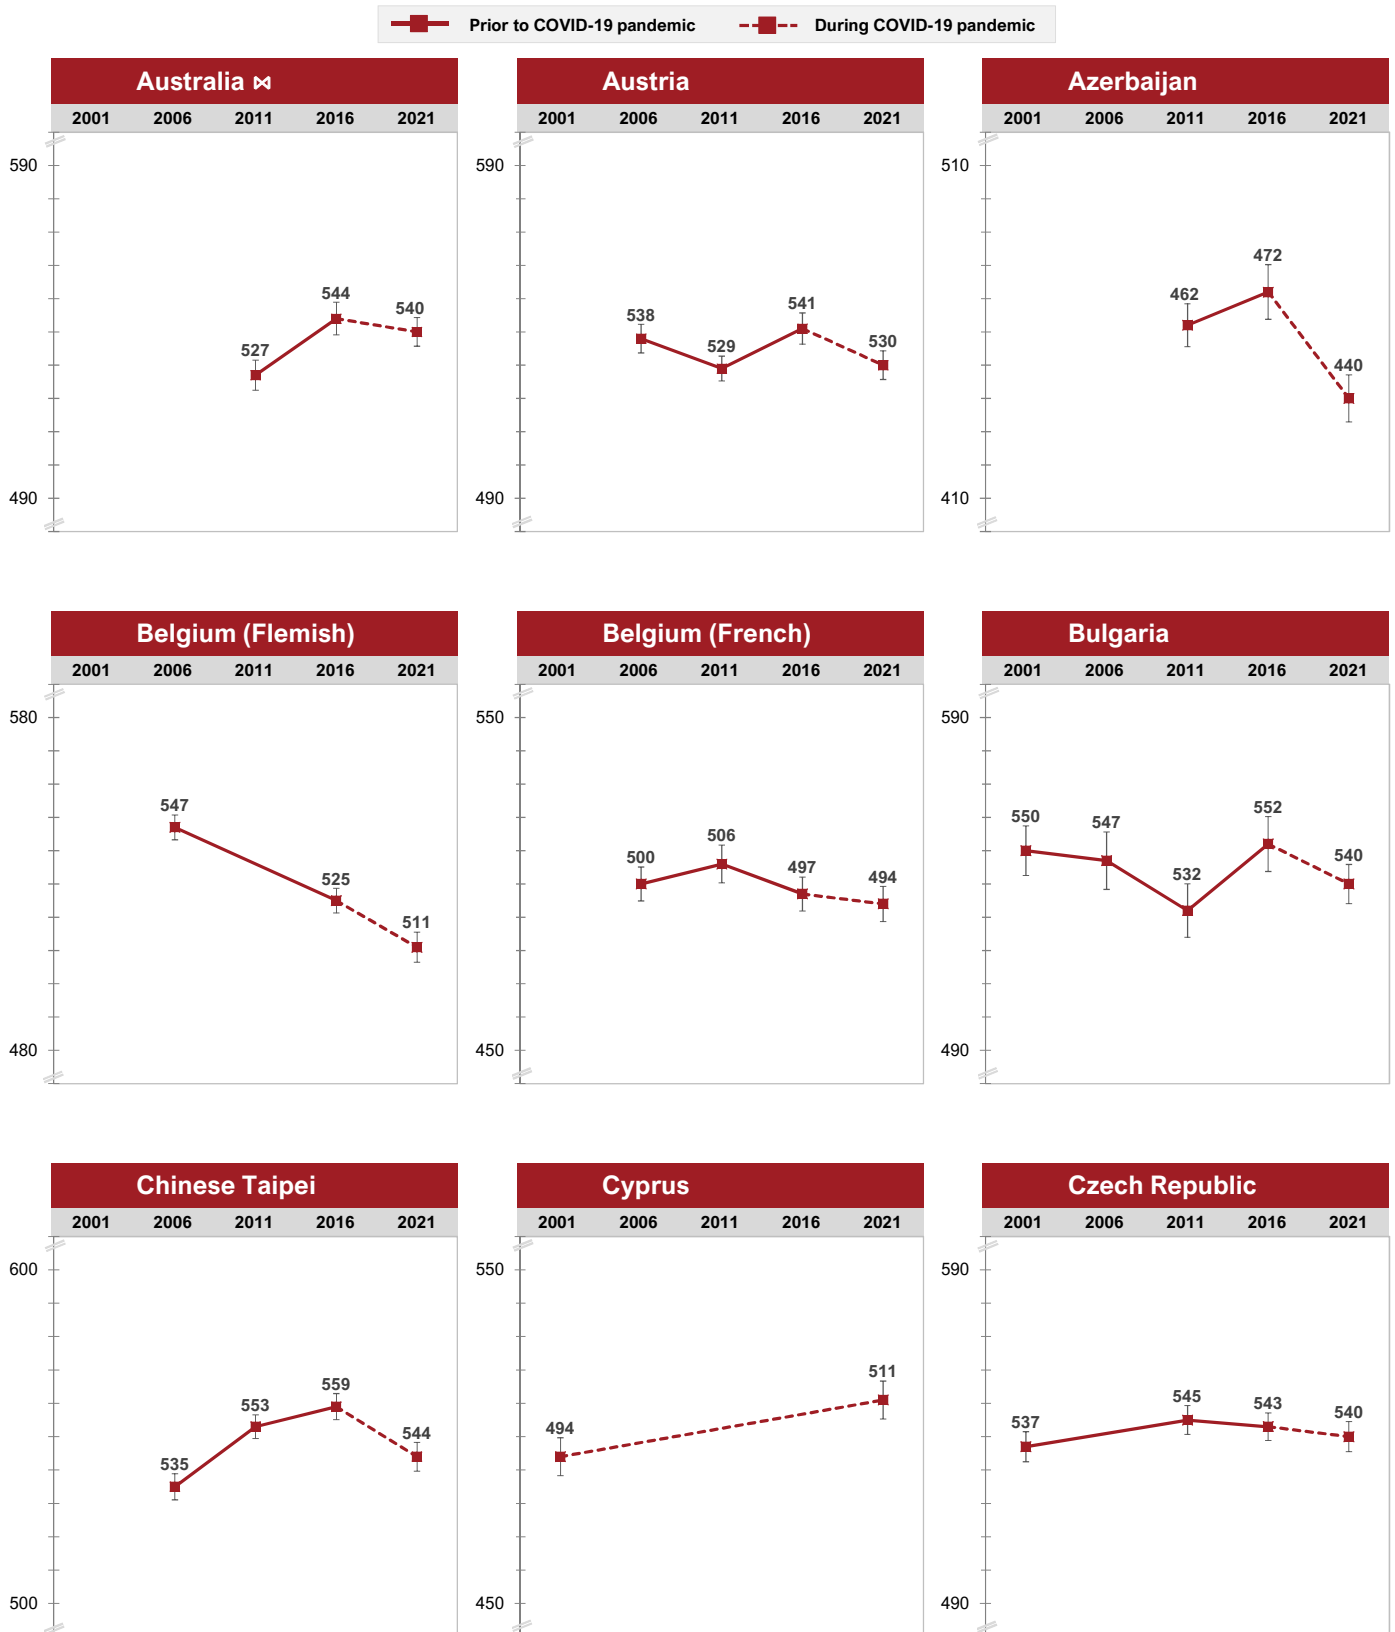 Prior to COVID-19 pandemic During COVID-19 pandemic
Australia ⋈ Austria Azerbaijan
2001 2006 2011 2016 2021 2001 2006 2011 2016 2021 2001 2006 2011 2016 2021
590 590 510
472
544 541 462
540 538
527 529 530
440
490 490 410
Belgium (Flemish) Belgium (French) Bulgaria
2001 2006 2011 2016 2021 2001 2006 2011 2016 2021 2001 2006 2011 2016 2021
580 550 590
547 550 547 552
525 500 506 497 494 532 540
511
480 450 490
Chinese Taipei Cyprus Czech Republic
2001 2006 2011 2016 2021 2001 2006 2011 2016 2021 2001 2006 2011 2016 2021
600 550 590
553 559 511 545 543
535 544 494 537 540
500 450 490